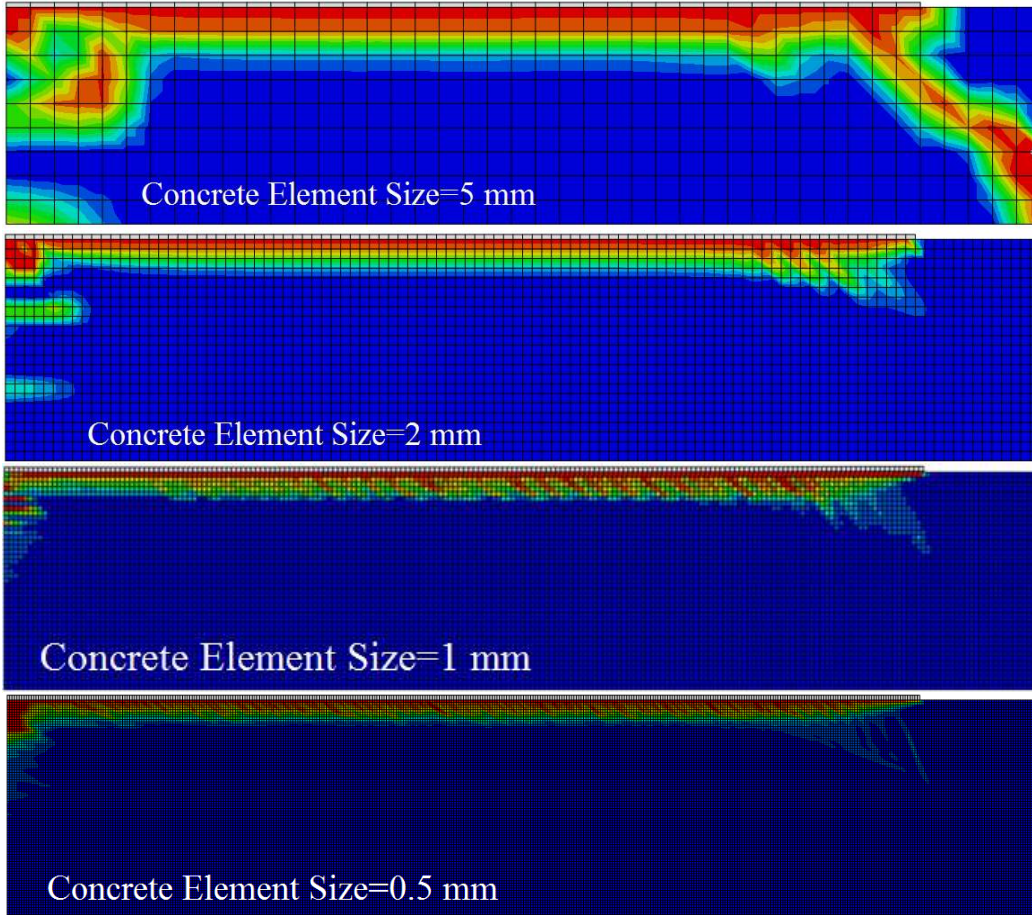 Concrete Element Size=5 mm
Concrete Element Size=2 mm
Concrete Element Size=1 mm
Concrete Element Size=0.5 mm